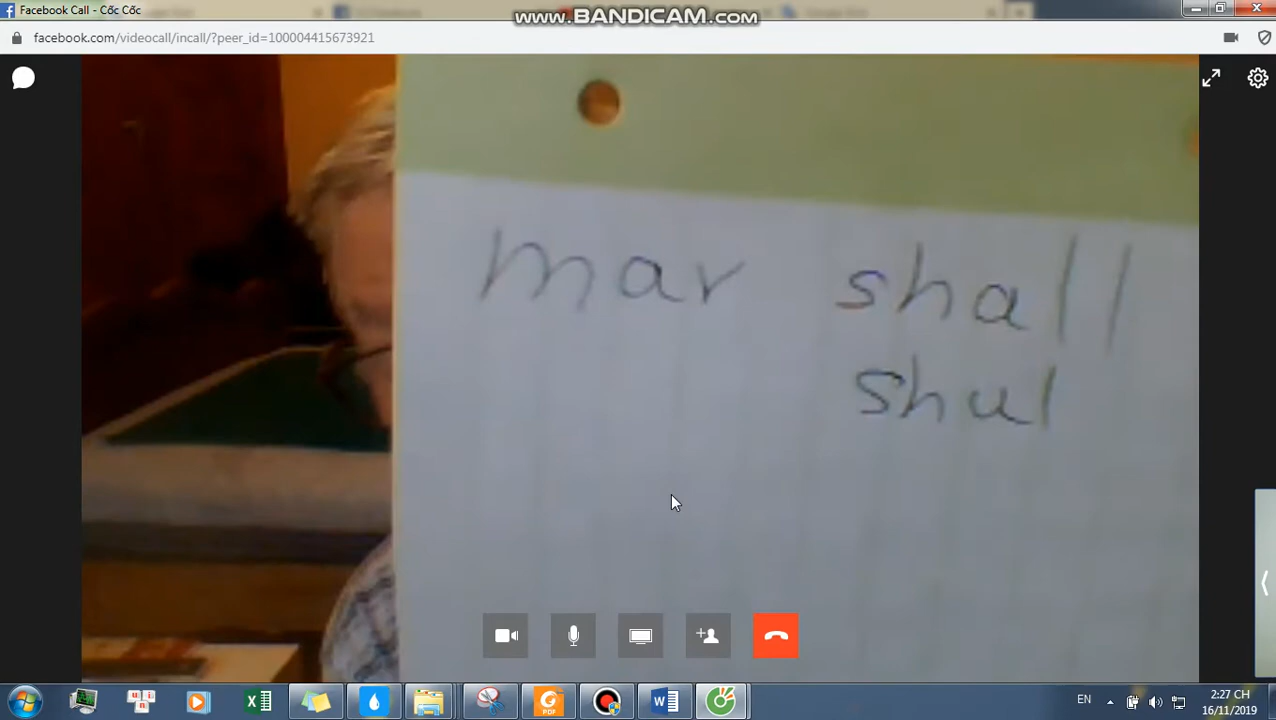 Facebook Call - Cốc Cốc
www.BANDICAM.com
facebook.com/videocall/incall/?peer_id=100004415673921
mar shall
shul
EN
2:27 CH
16/11/2019